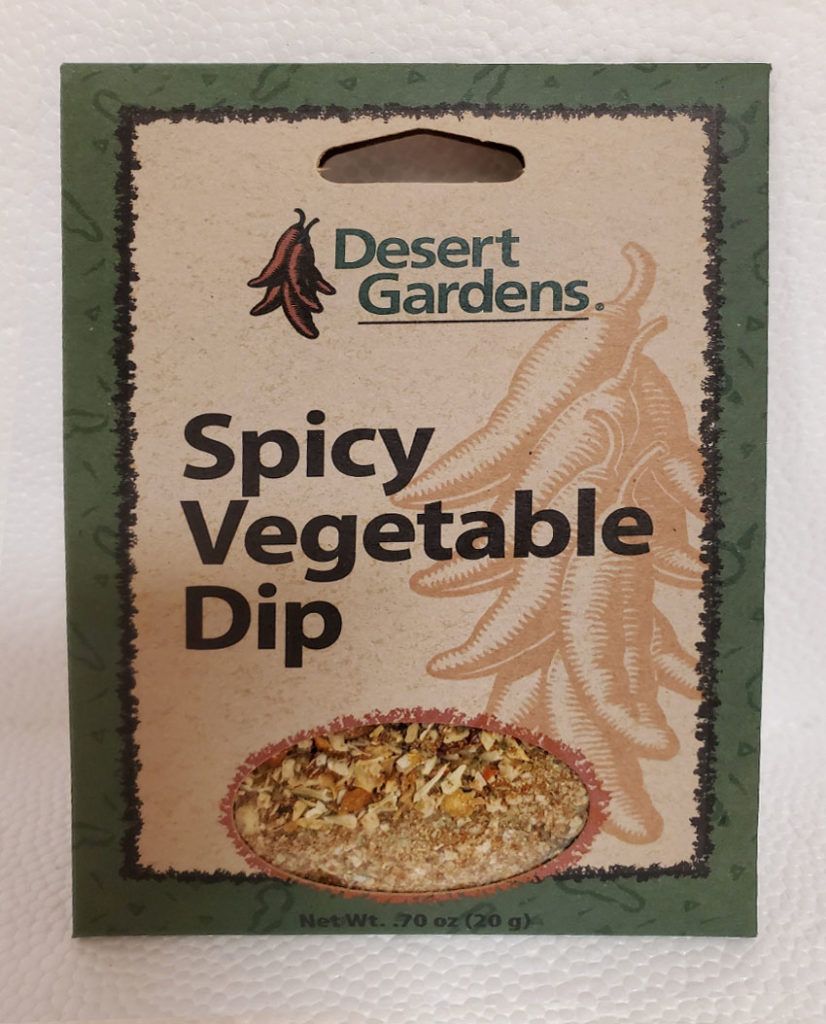 Desert
Gardens.
Spicy
Vegetable
Dip
Net Wt. .70 oz (20 g)